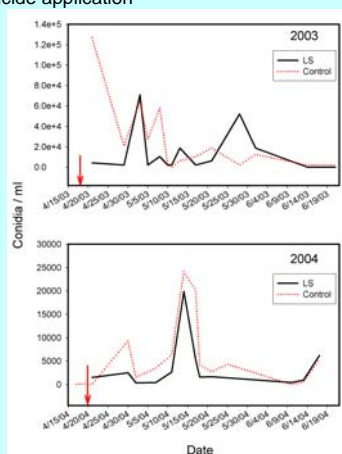 cide application
2003
LS
Control
1.4e+5
1.2e+5
1.0e+5
8.0e+4
6.0e+4
4.0e+4
2.0e+4
0.0
4/15/03
4/20/03
4/25/03
4/30/03
5/5/03
5/10/03
5/15/03
5/20/03
5/25/03
5/30/03
6/4/03
6/9/03
6/14/03
6/19/03
Conidia / ml
2004
LS
Control
30000
25000
20000
15000
10000
5000
0
4/15/04
4/20/04
4/25/04
4/30/04
5/5/04
5/10/04
5/15/04
5/20/04
5/25/04
5/30/04
6/4/04
6/9/04
6/14/04
6/19/04
Date